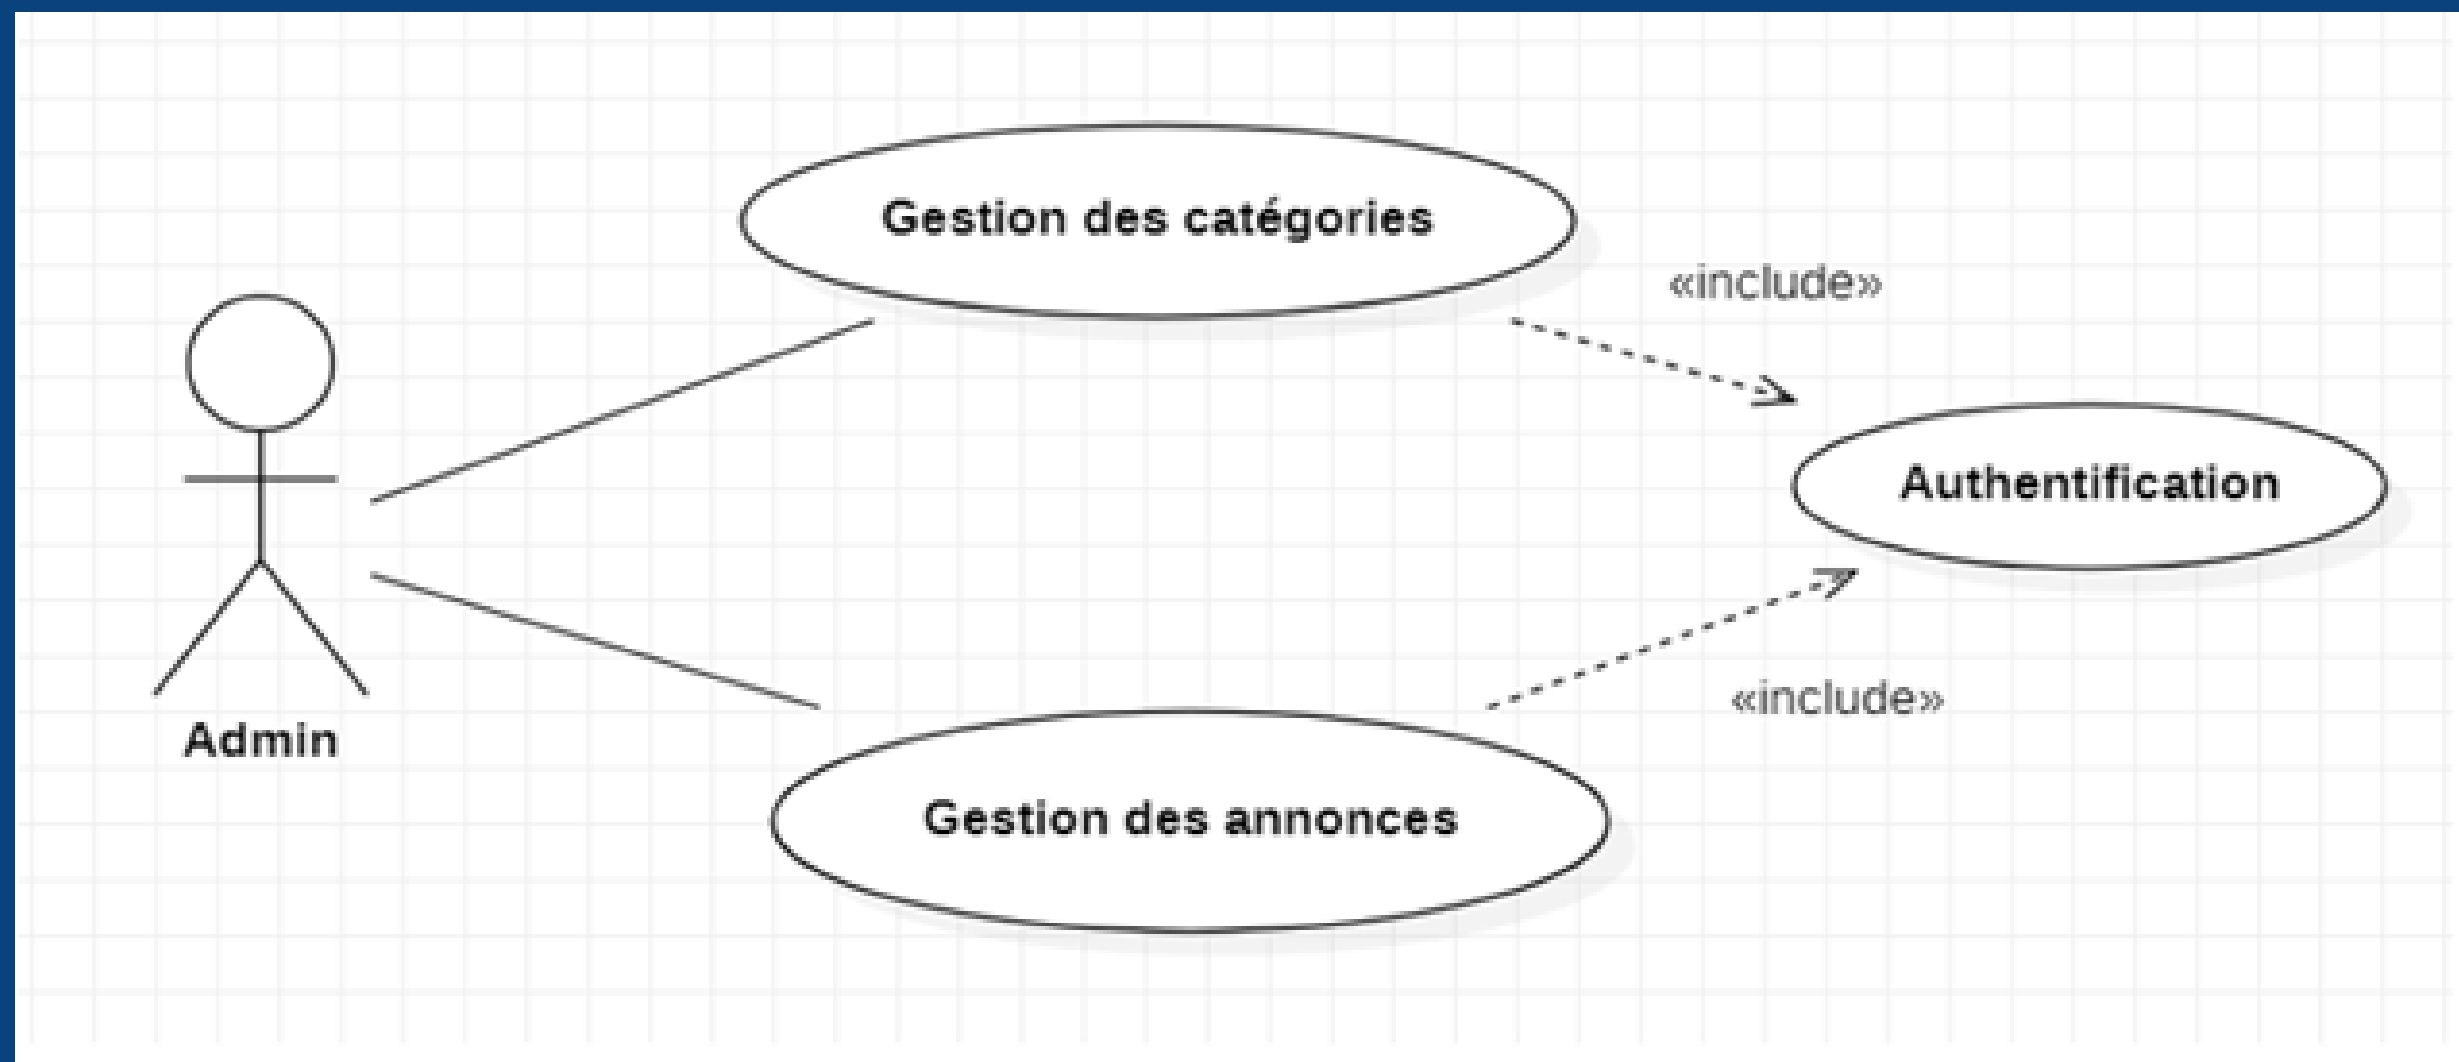 Gestion des catégories
«include»
Authentification
«include»
Admin
Gestion des annonces